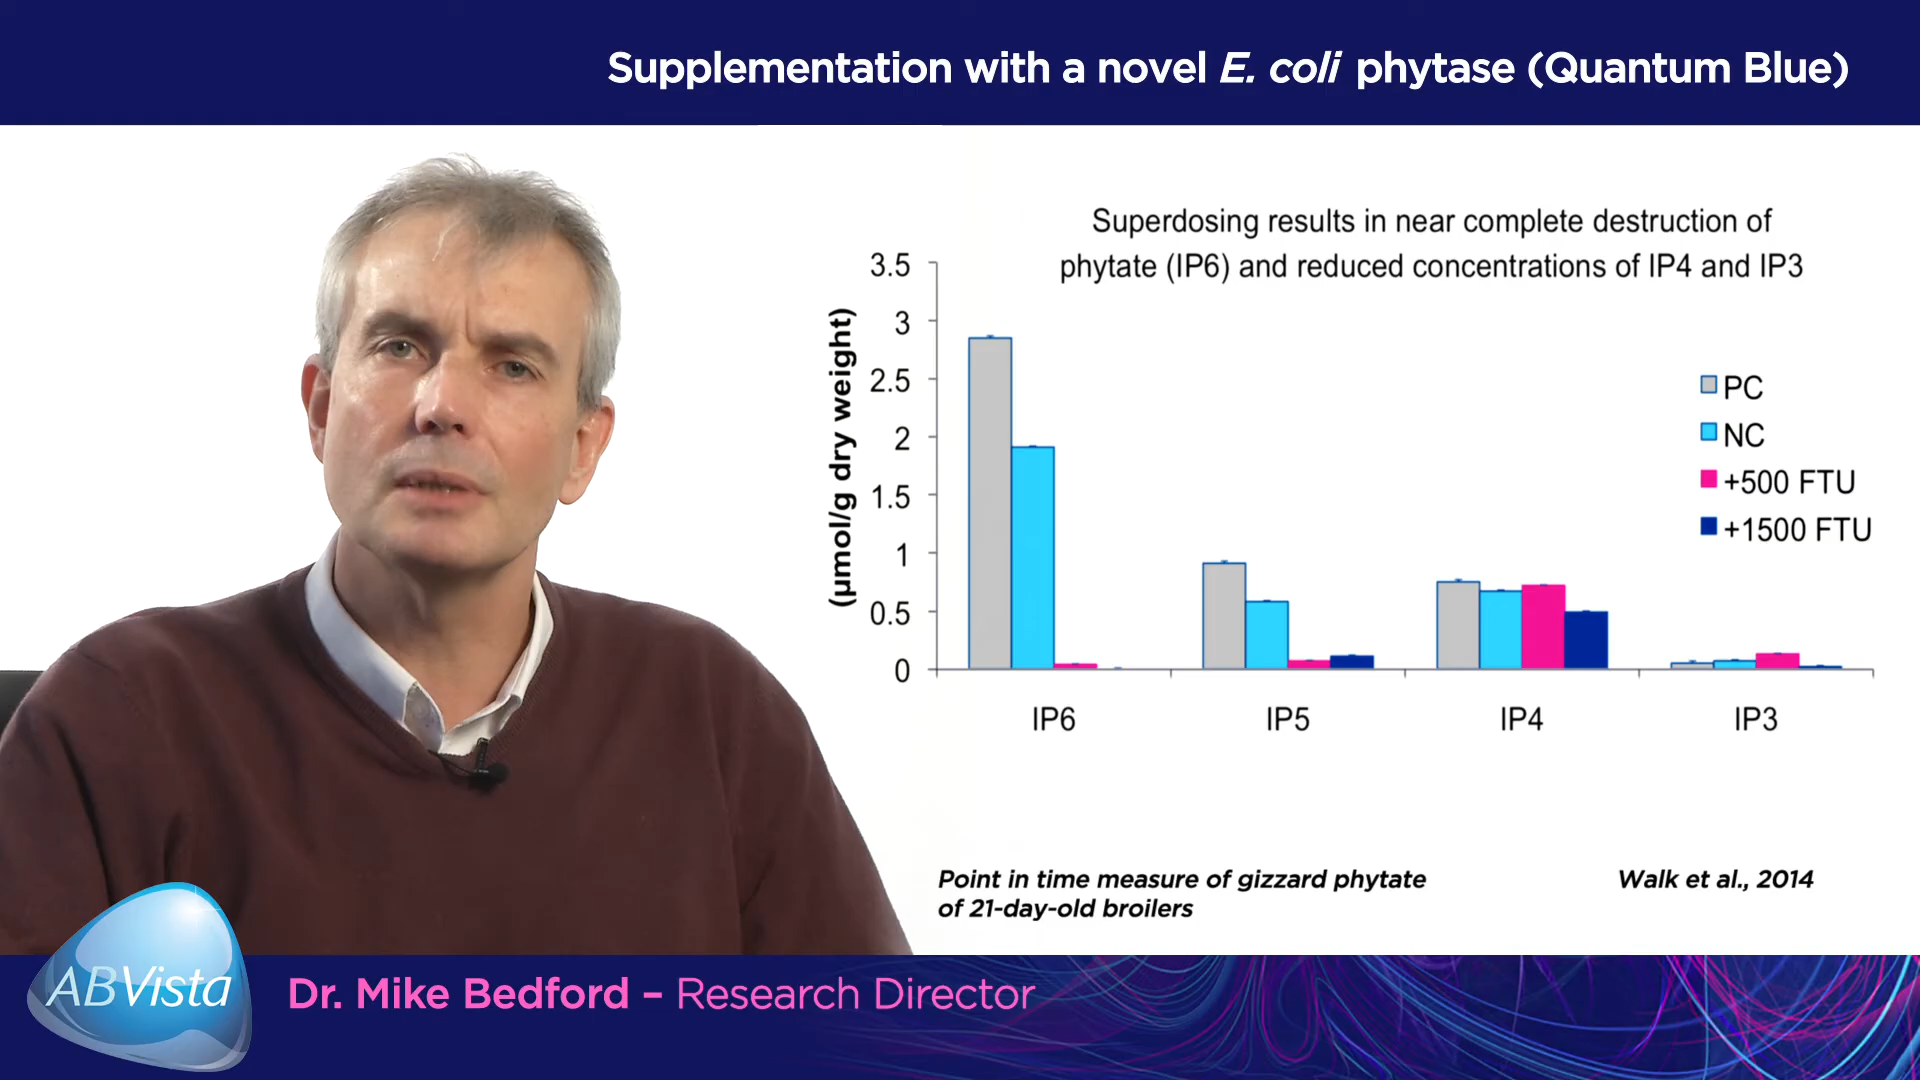 Supplementation with a novel E. coli phytase (Quantum Blue)
Superdosing results in near complete destruction of
phytate (IP6) and reduced concentrations of IP4 and IP3
(μmol/g dry weight)
3.5
3
2.5
2
1.5
1
0.5
0
IP6
IP5
IP4
IP3
PC
NC
+500 FTU
+1500 FTU
Point in time measure of gizzard phytate
of 21-day-old broilers
Walk et al., 2014
ABVista
Dr. Mike Bedford – Research Director